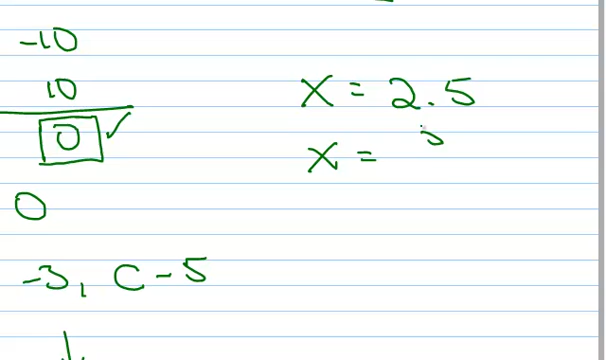 -10
10
0 ✓
0
-3, C-5
X = 2.5
X =